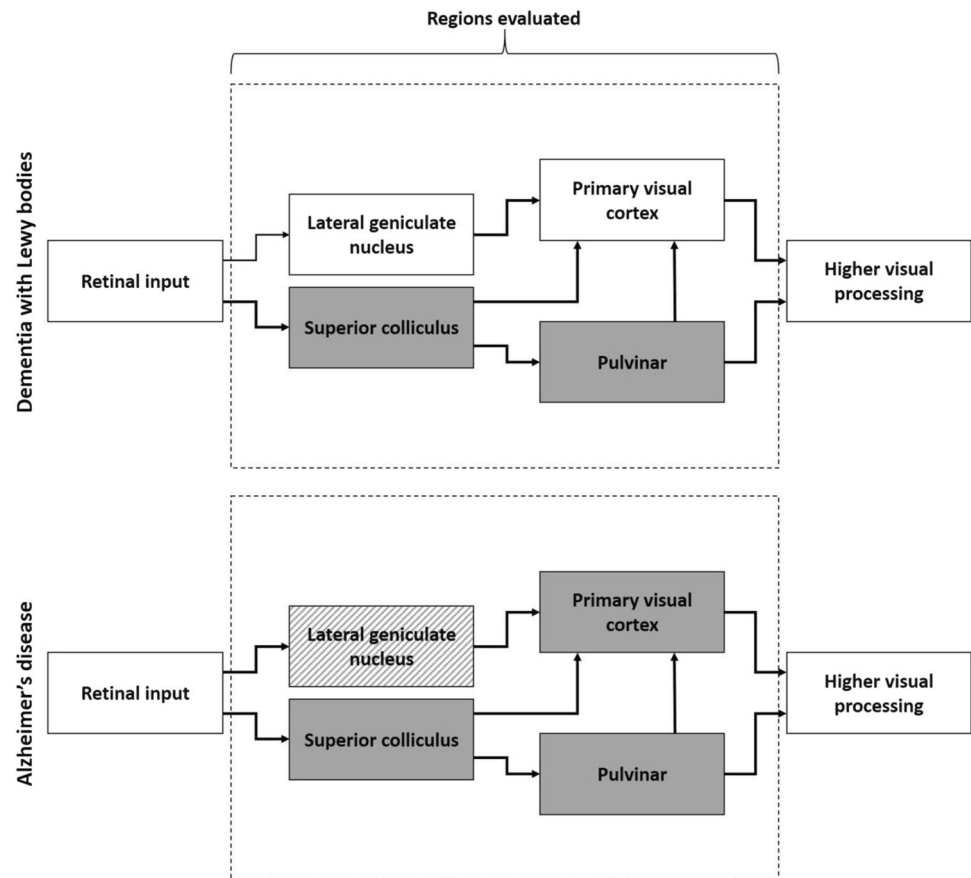 Regions evaluated
Dementia with Lewy bodies
Retinal input
Lateral geniculate
nucleus
Superior colliculus
Primary visual
cortex
Pulvinar
Higher visual
processing
Alzheimer's disease
Retinal input
Lateral geniculate
nucleus
Superior colliculus
Primary visual
cortex
Pulvinar
Higher visual
processing